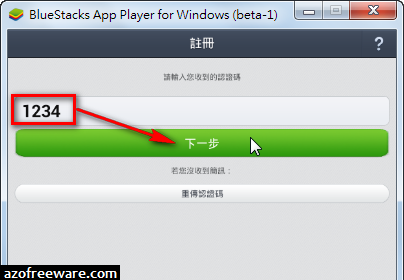 BlueStacks App Player for Windows (beta-1)
註冊
?
請輸入您收到的認證碼
1234
下一步
若您沒收到簡訊：
重傳認證碼
azofreeware.com